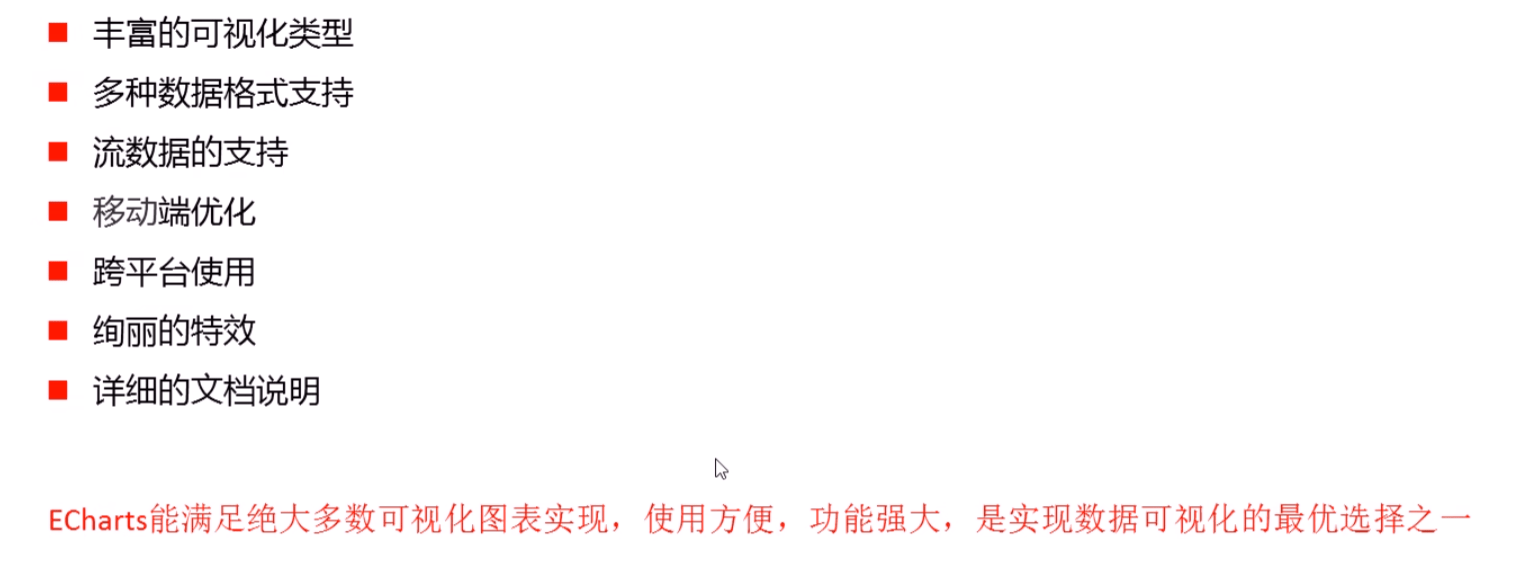 丰富的可视化类型
多种数据格式支持
流数据的支持
移动端优化
跨平台使用
绚丽的特效
详细的文档说明
ECharts能满足绝大多数可视化图表实现，使用方便，功能强大，是实现数据可视化的最优选择之一